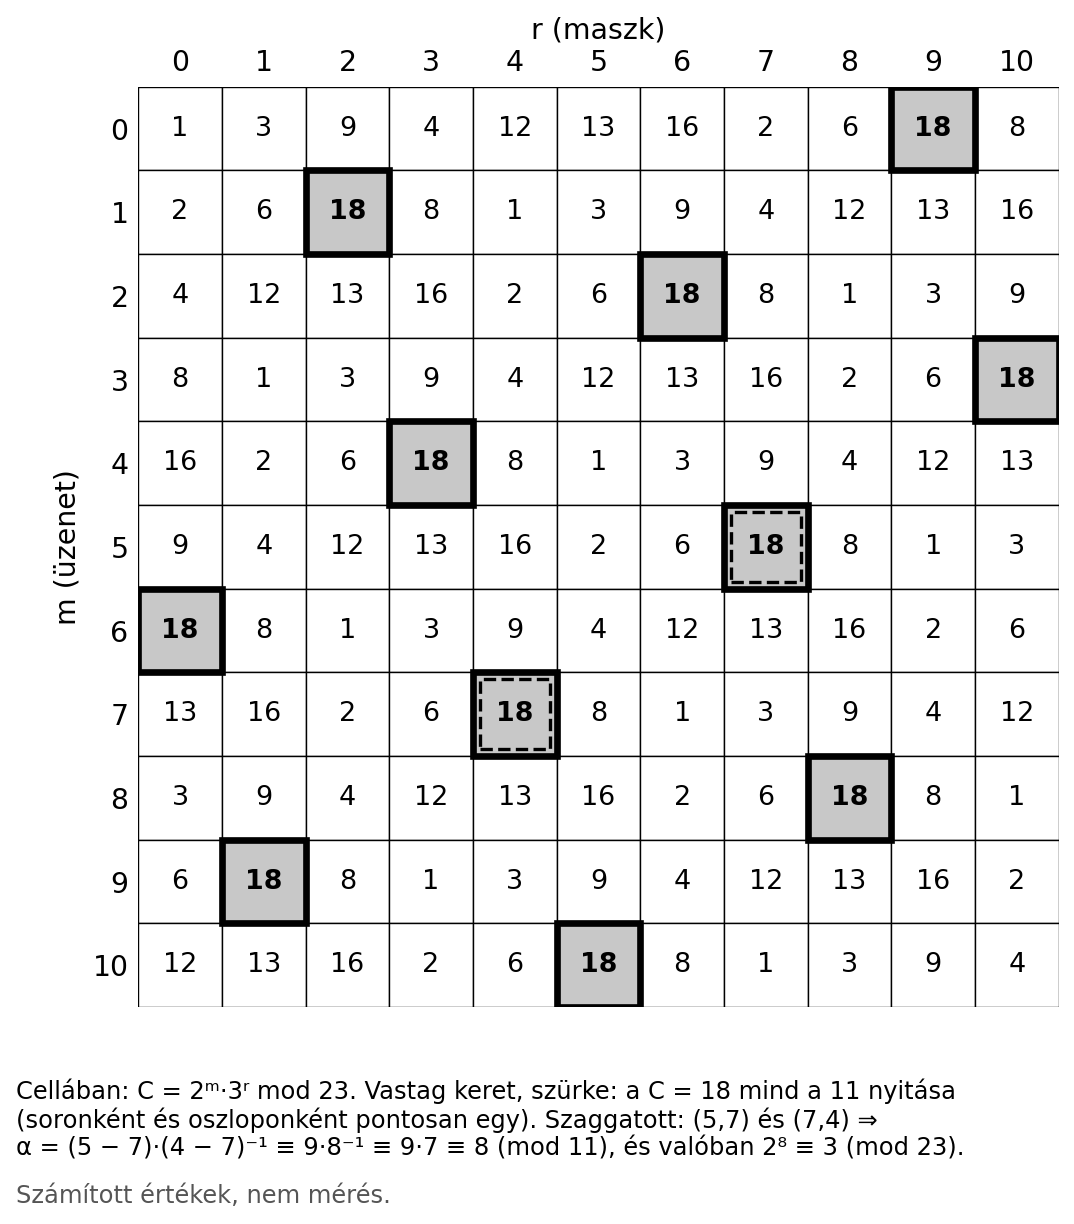 r (maszk)
0 1 2 3 4 5 6 7 8 9 10
m (üzenet)
0 1 3 9 4 12 13 16 2 6 18 8
1 2 6 18 8 1 3 9 4 12 13 16
2 4 12 13 16 2 6 18 8 1 3 9
3 8 1 3 9 4 12 13 16 2 6 18
4 16 2 6 18 8 1 3 9 4 12 13
5 9 4 12 13 16 2 6 18 8 1 3
6 18 8 1 3 9 4 12 13 16 2 6
7 13 16 2 6 18 8 1 3 9 4 12
8 3 9 4 12 13 16 2 6 18 8 1
9 6 18 8 1 3 9 4 12 13 16 2
10 12 13 16 2 6 18 8 1 3 9 4
Cellában: C = 2ᵐ·3ʳ mod 23. Vastag keret, szürke: a C = 18 mind a 11 nyitása
(soronként és oszloponként pontosan egy). Szaggatott: (5,7) és (7,4) ⇒
α = (5 − 7)·(4 − 7)⁻¹ ≡ 9·8⁻¹ ≡ 9·7 ≡ 8 (mod 11), és valóban 2⁸ ≡ 3 (mod 23).
Számított értékek, nem mérés.